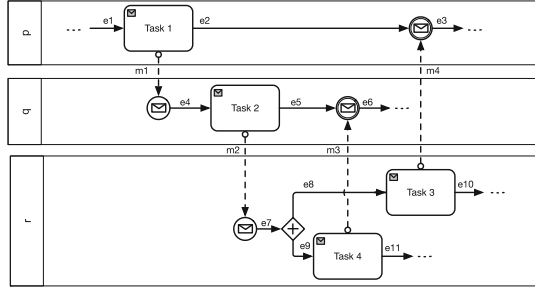 p
e1
Task 1
e2
e3
m1
m4
q
e4
Task 2
e5
e6
m2
m3
r
e7
e8
Task 3
e10
e9
Task 4
e11